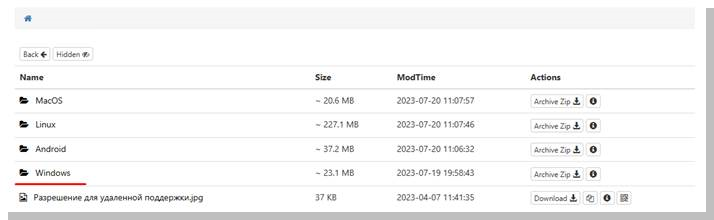 Back Hidden
Name Size ModTime Actions
MacOS ~ 20.6 MB 2023-07-20 11:07:57 Archive Zip
Linux ~ 227.1 MB 2023-07-20 11:07:46 Archive Zip
Android ~ 37.2 MB 2023-07-20 11:06:32 Archive Zip
Windows ~ 23.1 MB 2023-07-19 19:58:43 Archive Zip
Разрешение для удаленной поддержки.jpg 37 KB 2023-04-07 11:41:35 Download